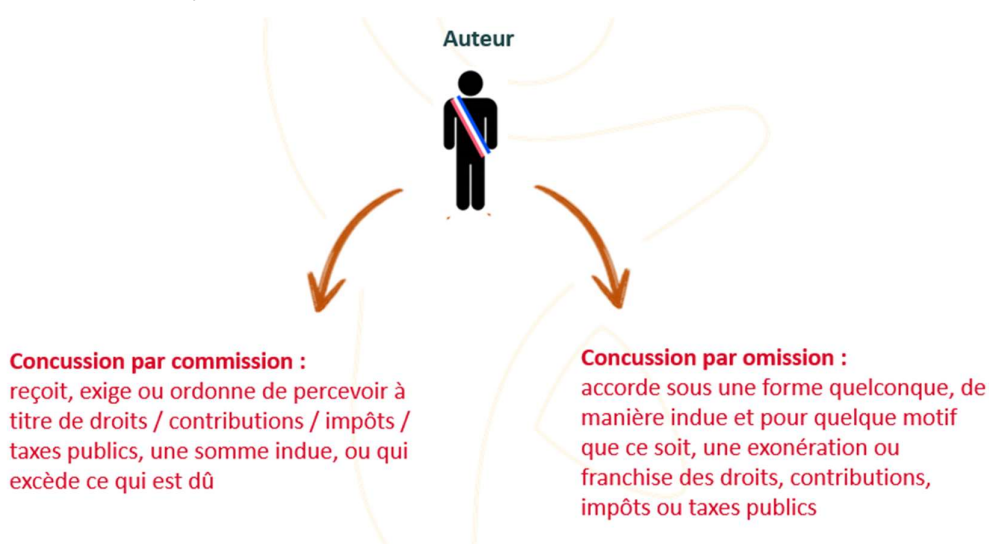 Auteur
Concussion par commission :
reçoit, exige ou ordonne de percevoir à
titre de droits / contributions / impôts /
taxes publics, une somme indue, ou qui
excède ce qui est dû
Concussion par omission :
accorde sous une forme quelconque, de
manière indue et pour quelque motif
que ce soit, une exonération ou
franchise des droits, contributions,
impôts ou taxes publics